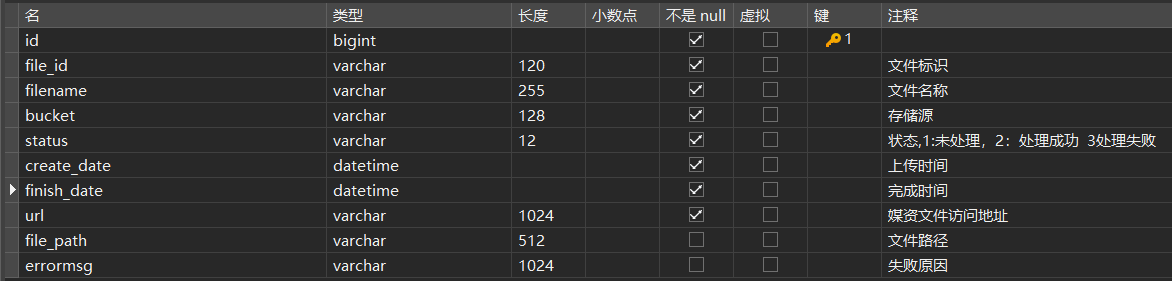 名 类型 长度 小数点 不是 null 虚拟 键 注释
id bigint 1
file_id varchar 120 文件标识
filename varchar 255 文件名称
bucket varchar 128 存储源
status varchar 12 状态,1:未处理，2：处理成功 3处理失败
create_date datetime 上传时间
finish_date datetime 完成时间
url varchar 1024 媒资文件访问地址
file_path varchar 512 文件路径
errormsg varchar 1024 失败原因